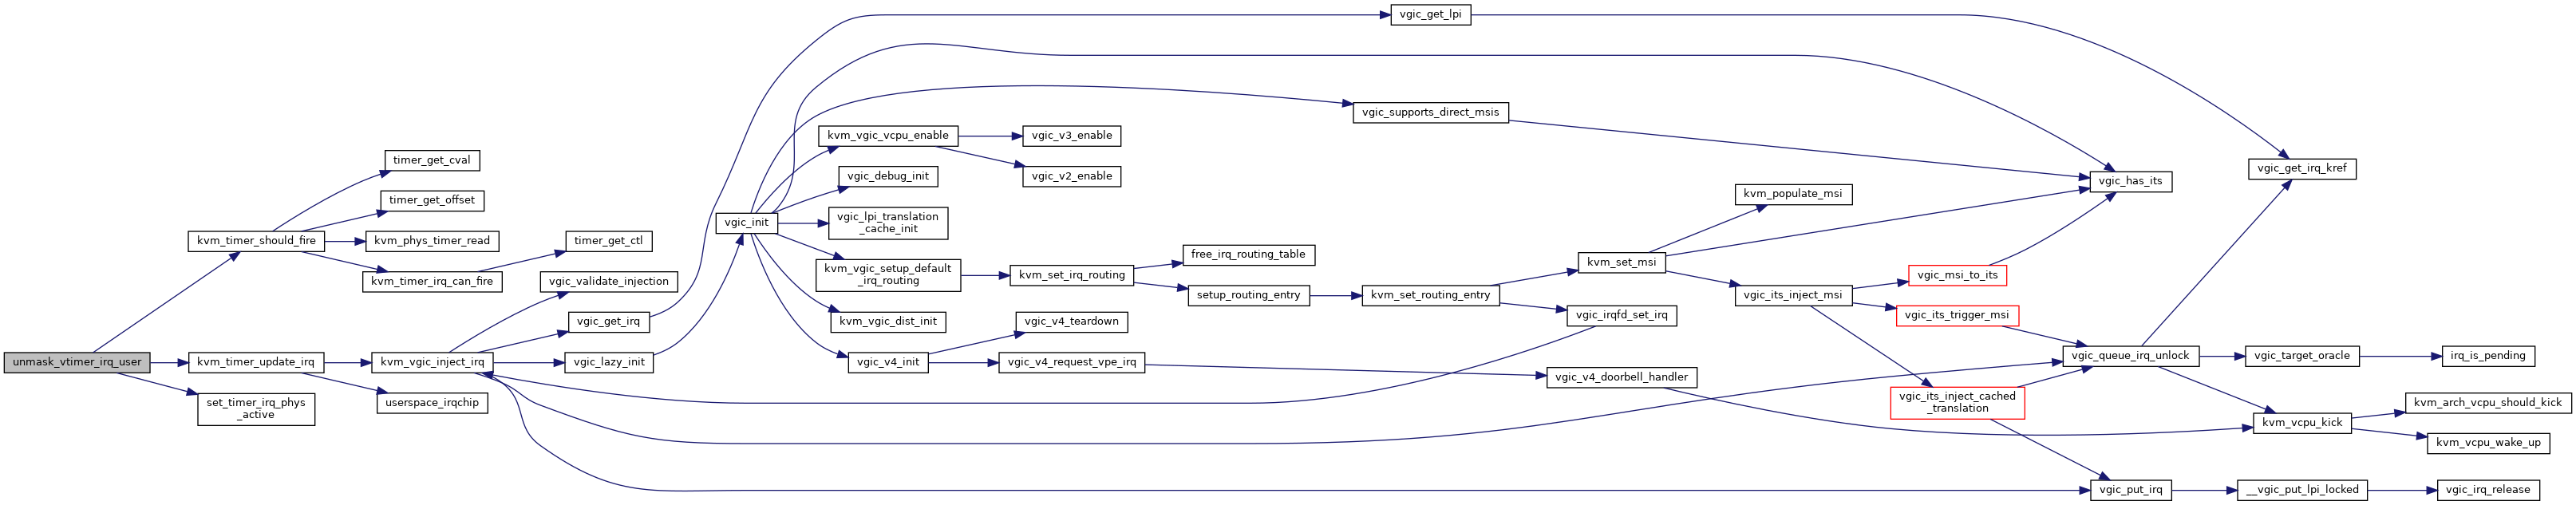 unmask_vtimer_irq_user
kvm_timer_should_fire
kvm_timer_update_irq
set_timer_irq_phys
_active
timer_get_cval
timer_get_offset
kvm_phys_timer_read
kvm_timer_irq_can_fire
kvm_vgic_inject_irq
userspace_irqchip
timer_get_ctl
vgic_validate_injection
vgic_get_irq
vgic_lazy_init
vgic_init
kvm_vgic_vcpu_enable
vgic_debug_init
vgic_lpi_translation
_cache_init
kvm_vgic_setup_default
_irq_routing
kvm_vgic_dist_init
vgic_v4_init
vgic_v3_enable
vgic_v2_enable
kvm_set_irq_routing
vgic_v4_teardown
vgic_v4_request_vpe_irq
free_irq_routing_table
setup_routing_entry
vgic_get_lpi
vgic_supports_direct_msis
kvm_set_routing_entry
kvm_set_msi
vgic_irqfd_set_irq
vgic_v4_doorbell_handler
kvm_populate_msi
vgic_its_inject_msi
vgic_msi_to_its
vgic_its_trigger_msi
vgic_its_inject_cached
_translation
vgic_has_its
vgic_queue_irq_unlock
vgic_put_irq
vgic_get_irq_kref
vgic_target_oracle
kvm_vcpu_kick
__vgic_put_lpi_locked
irq_is_pending
kvm_arch_vcpu_should_kick
kvm_vcpu_wake_up
vgic_irq_release